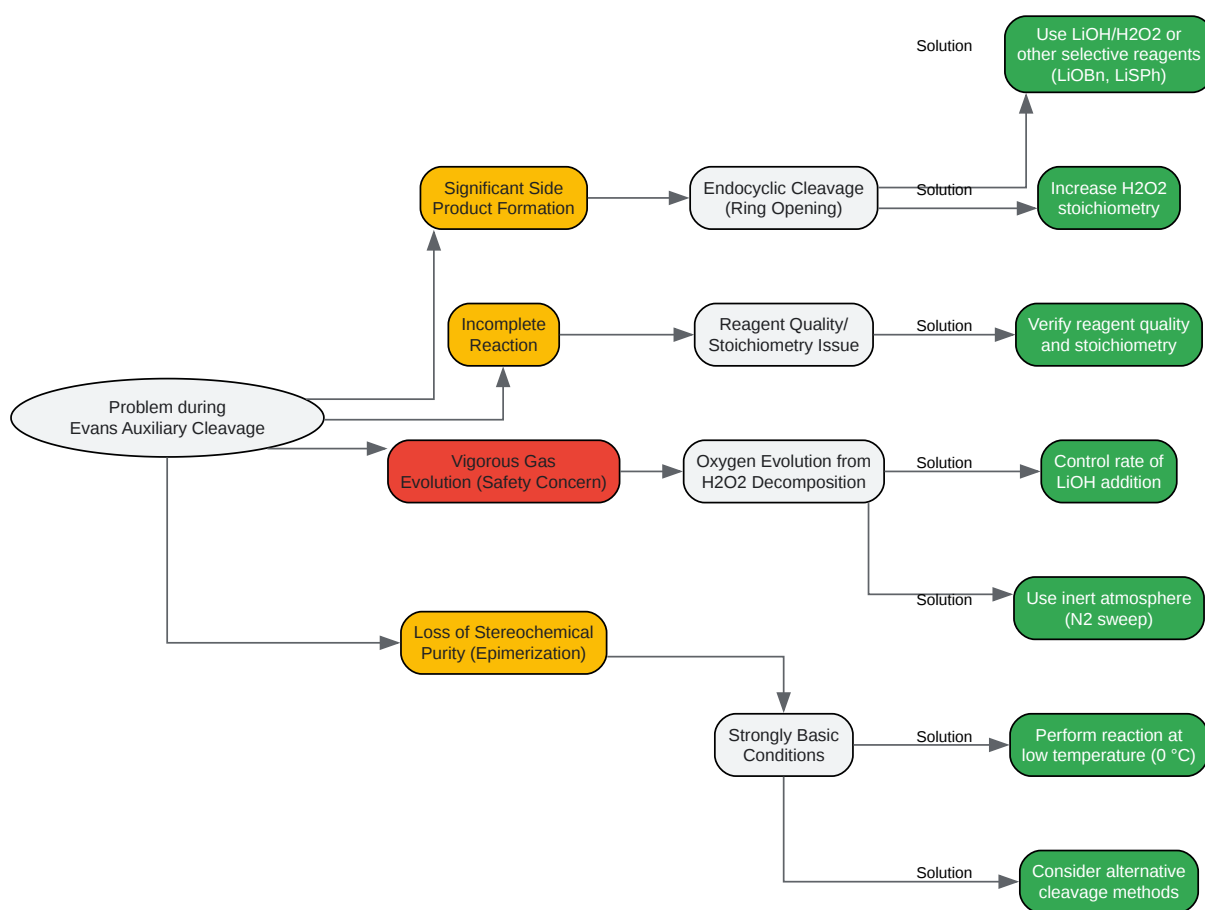 Solution
Use LiOH/H2O2 or
other selective reagents
(LiOBn, LiSPh)
Significant Side
Product Formation
Endocyclic Cleavage
(Ring Opening)
Solution
Increase H2O2
stoichiometry
Incomplete
Reaction
Reagent Quality/
Stoichiometry Issue
Solution
Verify reagent quality
and stoichiometry
Problem during
Evans Auxiliary Cleavage
Vigorous Gas
Evolution (Safety Concern)
Oxygen Evolution from
H2O2 Decomposition
Solution
Control rate of
LiOH addition
Solution
Use inert atmosphere
(N2 sweep)
Loss of Stereochemical
Purity (Epimerization)
Strongly Basic
Conditions
Solution
Perform reaction at
low temperature (0 °C)
Solution
Consider alternative
cleavage methods